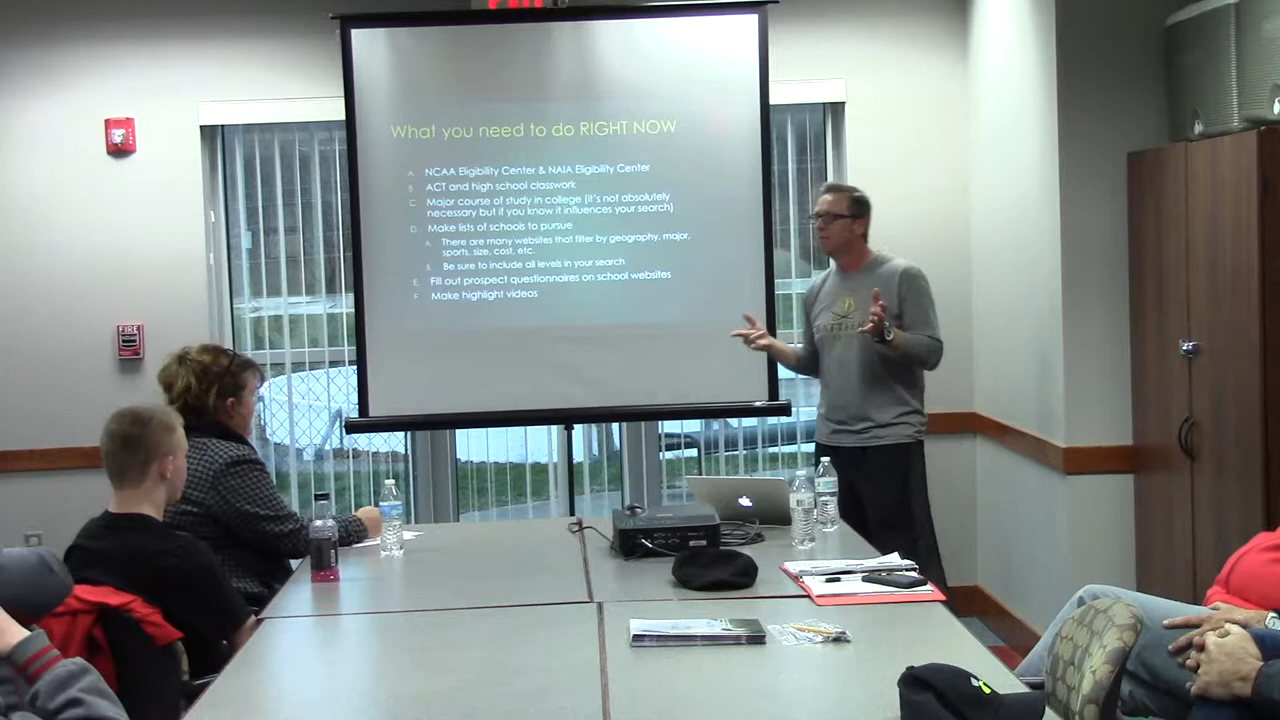 What you need to do RIGHT NOW
A. NCAA Eligibility Center & NAIA Eligibility Center
B. ACT and high school classwork
C. Major course of study in college (it's not absolutely
necessary but if you know it influences your search)
D. Make lists of schools to pursue
A. There are many websites that filter by geography, major,
sports, size, cost, etc.
B. Be sure to include all levels in your search
E. Fill out prospect questionnaires on school websites
F. Make highlight videos
FIRE